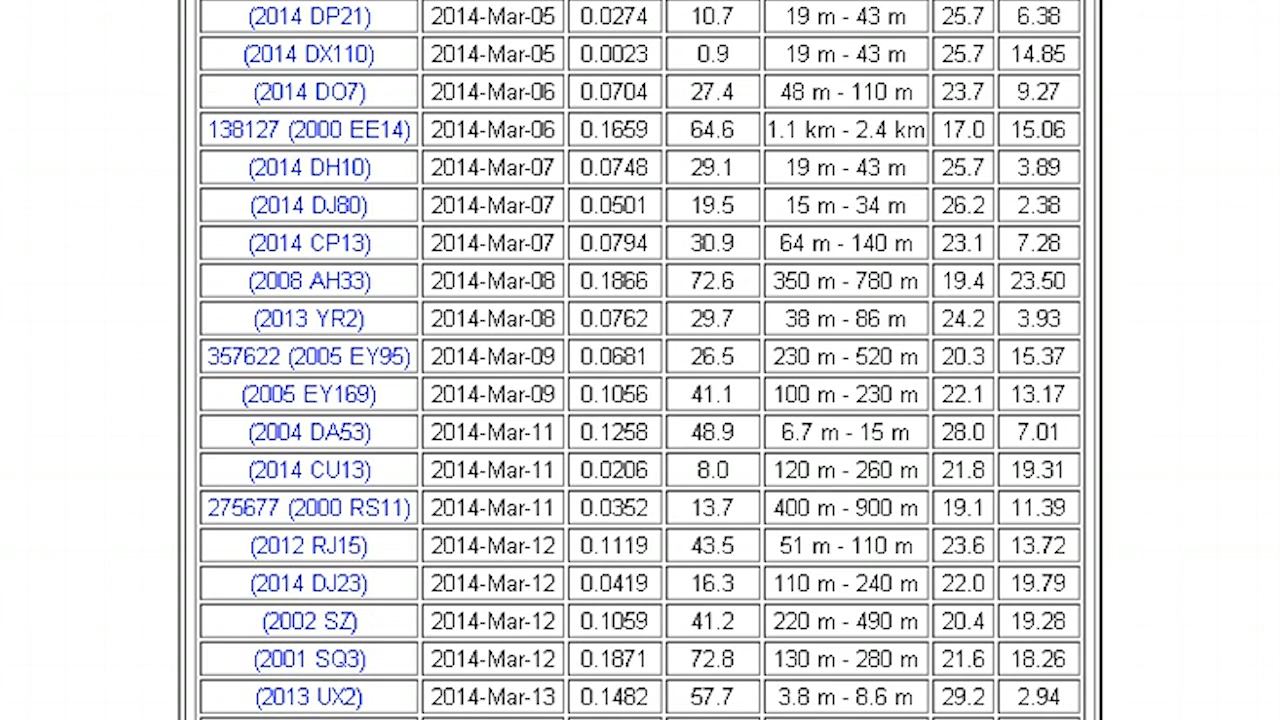 (2014 DP21) 2014-Mar-05 0.0274 10.7 19 m - 43 m 25.7 6.38
(2014 DX110) 2014-Mar-05 0.0023 0.9 19 m - 43 m 25.7 14.85
(2014 DO7) 2014-Mar-06 0.0704 27.4 48 m - 110 m 23.7 9.27
138127 (2000 EE14) 2014-Mar-06 0.1659 64.6 1.1 km - 2.4 km 17.0 15.06
(2014 DH10) 2014-Mar-07 0.0748 29.1 19 m - 43 m 25.7 3.89
(2014 DJ80) 2014-Mar-07 0.0501 19.5 15 m - 34 m 26.2 2.38
(2014 CP13) 2014-Mar-07 0.0794 30.9 64 m - 140 m 23.1 7.28
(2008 AH33) 2014-Mar-08 0.1866 72.6 350 m - 780 m 19.4 23.50
(2013 YR2) 2014-Mar-08 0.0762 29.7 38 m - 86 m 24.2 3.93
357622 (2005 EY95) 2014-Mar-09 0.0681 26.5 230 m - 520 m 20.3 15.37
(2005 EY169) 2014-Mar-09 0.1056 41.1 100 m - 230 m 22.1 13.17
(2004 DA53) 2014-Mar-11 0.1258 48.9 6.7 m - 15 m 28.0 7.01
(2014 CU13) 2014-Mar-11 0.0206 8.0 120 m - 260 m 21.8 19.31
275677 (2000 RS11) 2014-Mar-11 0.0352 13.7 400 m - 900 m 19.1 11.39
(2012 RJ15) 2014-Mar-12 0.1119 43.5 51 m - 110 m 23.6 13.72
(2014 DJ23) 2014-Mar-12 0.0419 16.3 110 m - 240 m 22.0 19.79
(2002 SZ) 2014-Mar-12 0.1059 41.2 220 m - 490 m 20.4 19.28
(2001 SQ3) 2014-Mar-12 0.1871 72.8 130 m - 280 m 21.6 18.26
(2013 UX2) 2014-Mar-13 0.1482 57.7 3.8 m - 8.6 m 29.2 2.94